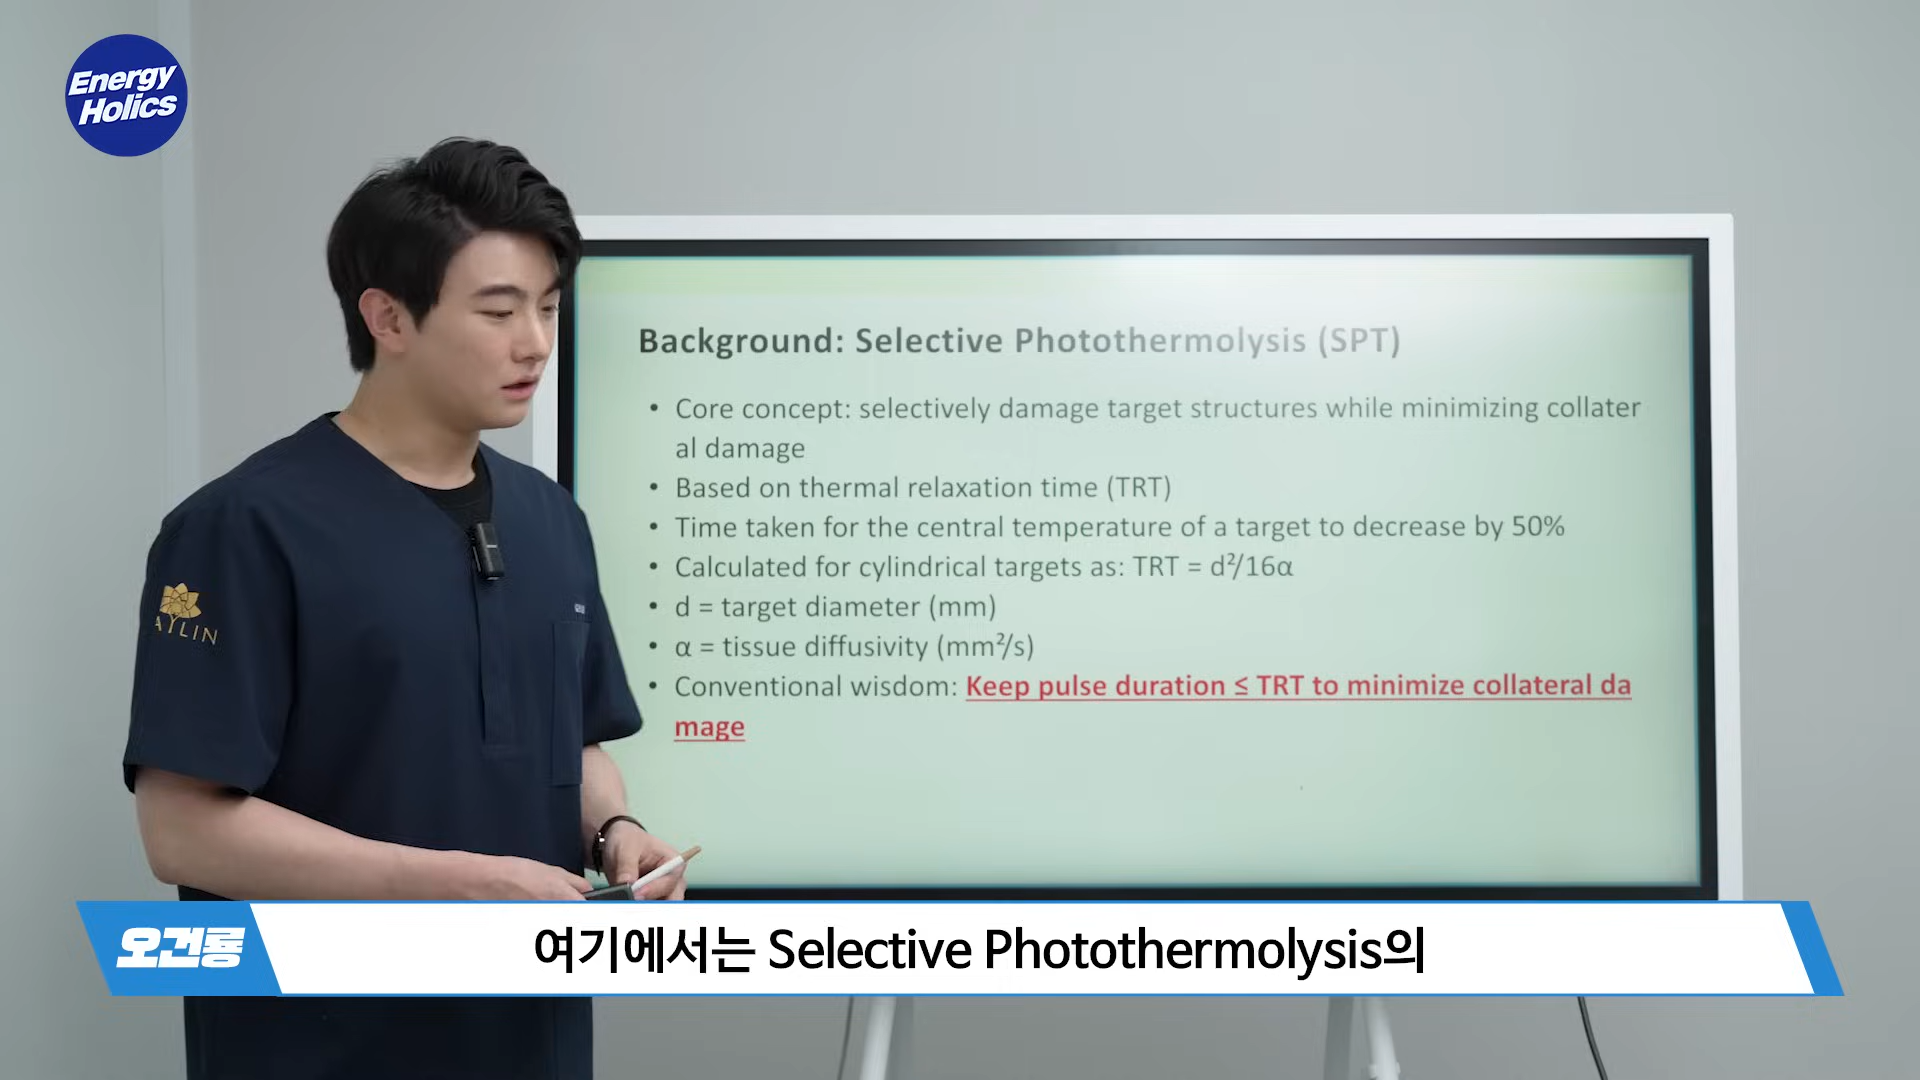 Energy
Holics
Background: Selective Photothermolysis (SPT)
• Core concept: selectively damage target structures while minimizing collater
al damage
• Based on thermal relaxation time (TRT)
• Time taken for the central temperature of a target to decrease by 50%
• Calculated for cylindrical targets as: TRT = d²/16α
• d = target diameter (mm)
• α = tissue diffusivity (mm²/s)
• Conventional wisdom: Keep pulse duration ≤ TRT to minimize collateral da
mage
AYLIN
오건룡
여기에서는 Selective Photothermolysis의